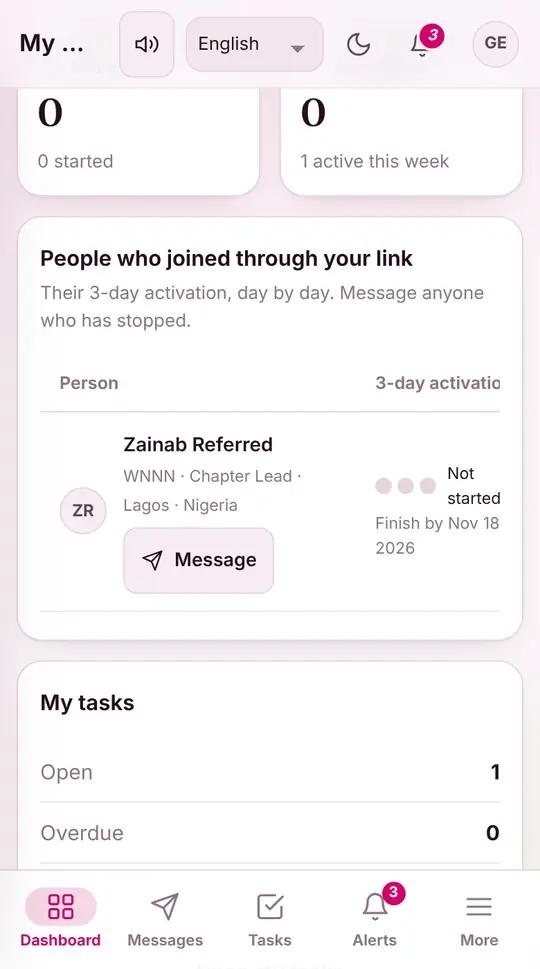 My ...
English
3
GE
0
0 started
0
1 active this week
People who joined through your link
Their 3-day activation, day by day. Message anyone
who has stopped.
Person
3-day activatio
ZR
Zainab Referred
WNNN · Chapter Lead ·
Lagos · Nigeria
Message
Not
started
Finish by Nov 18
2026
My tasks
Open
1
Overdue
0
3
Dashboard
Messages
Tasks
Alerts
More